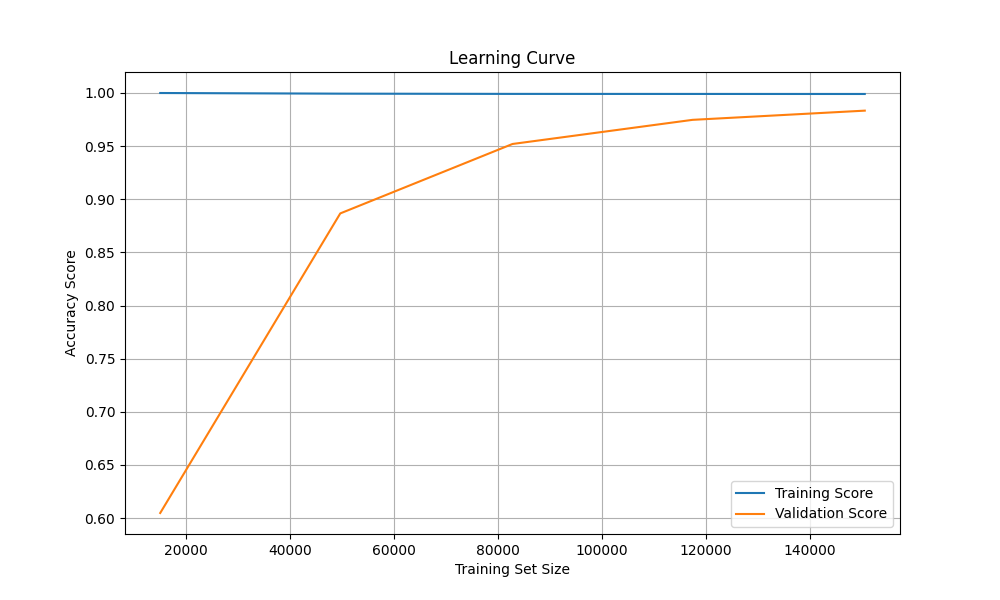 Learning Curve
1.00
0.95
0.90
0.85
0.80
0.75
0.70
0.65
0.60
Accuracy Score
Training Score
Validation Score
20000 40000 60000 80000 100000 120000 140000
Training Set Size